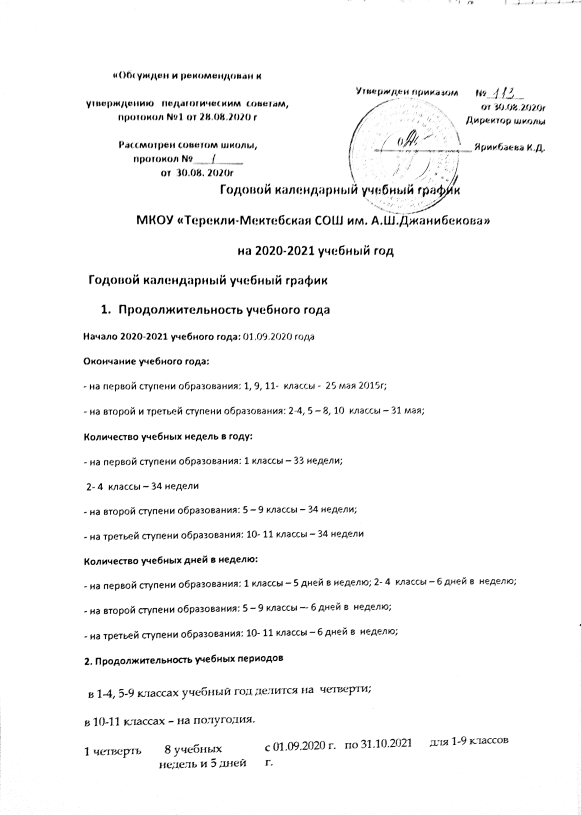 «Обсужден и рекомендован к
утверждению педагогическим советам,
протокол №1 от 28.08.2020 г
Рассмотрен советом школы,
протокол № 1
от 30.08. 2020г
Утвержден приказом № 113
от 30.08.2020г
Директор школы
Ярикбаева К.Д.
Годовой календарный учебный график
МКОУ «Терекли-Мектебская СОШ им. А.Ш.Джанибекова»
на 2020-2021 учебный год
Годовой календарный учебный график
1. Продолжительность учебного года
Начало 2020-2021 учебного года: 01.09.2020 года
Окончание учебного года:
- на первой ступени образования: 1, 9, 11- классы - 25 мая 2015г;
- на второй и третьей ступени образования: 2-4, 5 – 8, 10 классы – 31 мая;
Количество учебных недель в году:
- на первой ступени образования: 1 классы – 33 недели;
2- 4 классы – 34 недели
- на второй ступени образования: 5 – 9 классы – 34 недели;
- на третьей ступени образования: 10- 11 классы – 34 недели
Количество учебных дней в неделю:
- на первой ступени образования: 1 классы – 5 дней в неделю; 2- 4 классы – 6 дней в неделю;
- на второй ступени образования: 5 – 9 классы –- 6 дней в неделю;
- на третьей ступени образования: 10- 11 классы – 6 дней в неделю;
2. Продолжительность учебных периодов
в 1-4, 5-9 классах учебный год делится на четверти;
в 10-11 классах – на полугодия.
1 четверть 8 учебных с 01.09.2020 г. по 31.10.2021 для 1-9 классов
недель и 5 дней г.